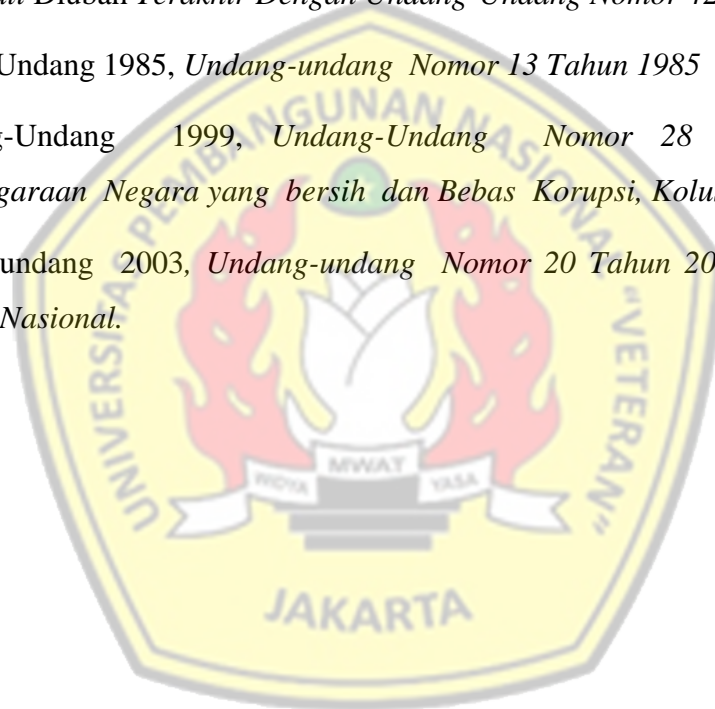 Diubah Terakhir Dengan Undang-Undang Nomor 42
Undang 1985, Undang-undang Nomor 13 Tahun 1985
g-Undang 1999, Undang-Undang Nomor 28
garaan Negara yang bersih dan Bebas Korupsi, Kolu
undang 2003, Undang-undang Nomor 20 Tahun 20
Nasional.
UNIVERSITAS PEMBANGUNAN NASIONAL "VETERAN"
WIDYA MWAT YASA
JAKARTA